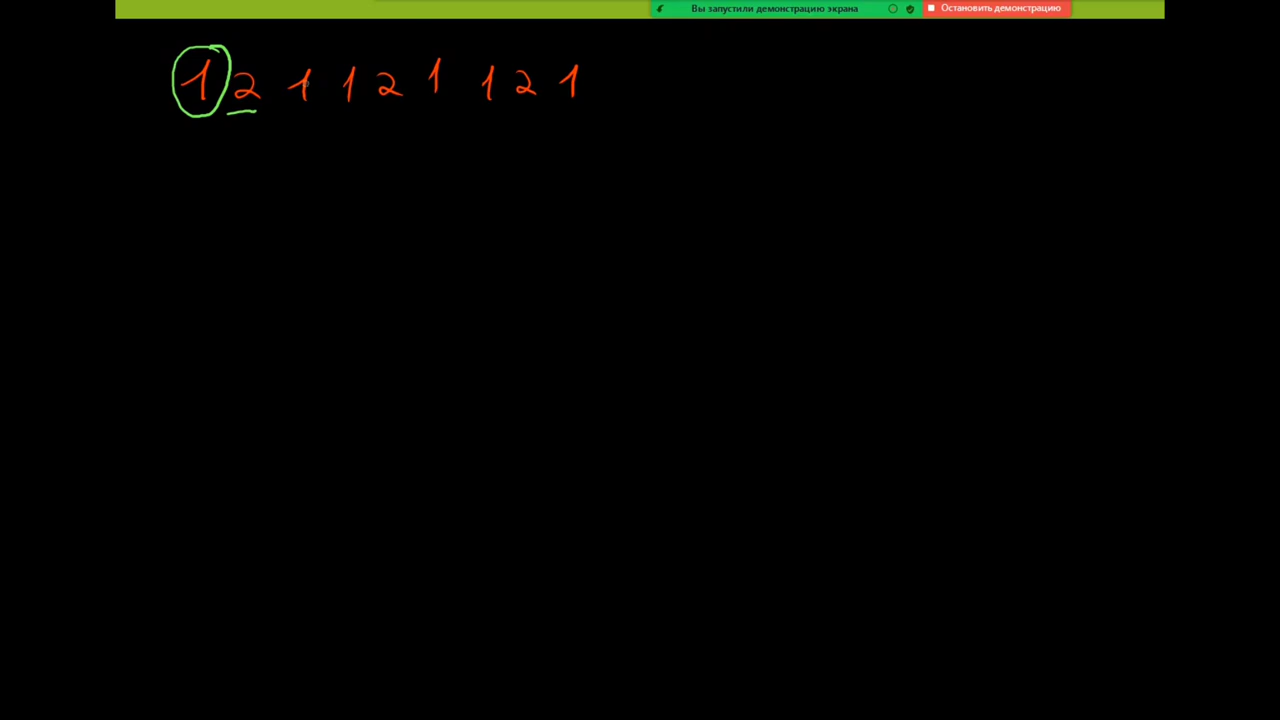 Вы запустили демонстрацию экрана Остановить демонстрацию
1 2 1 1 2 1 1 2 1